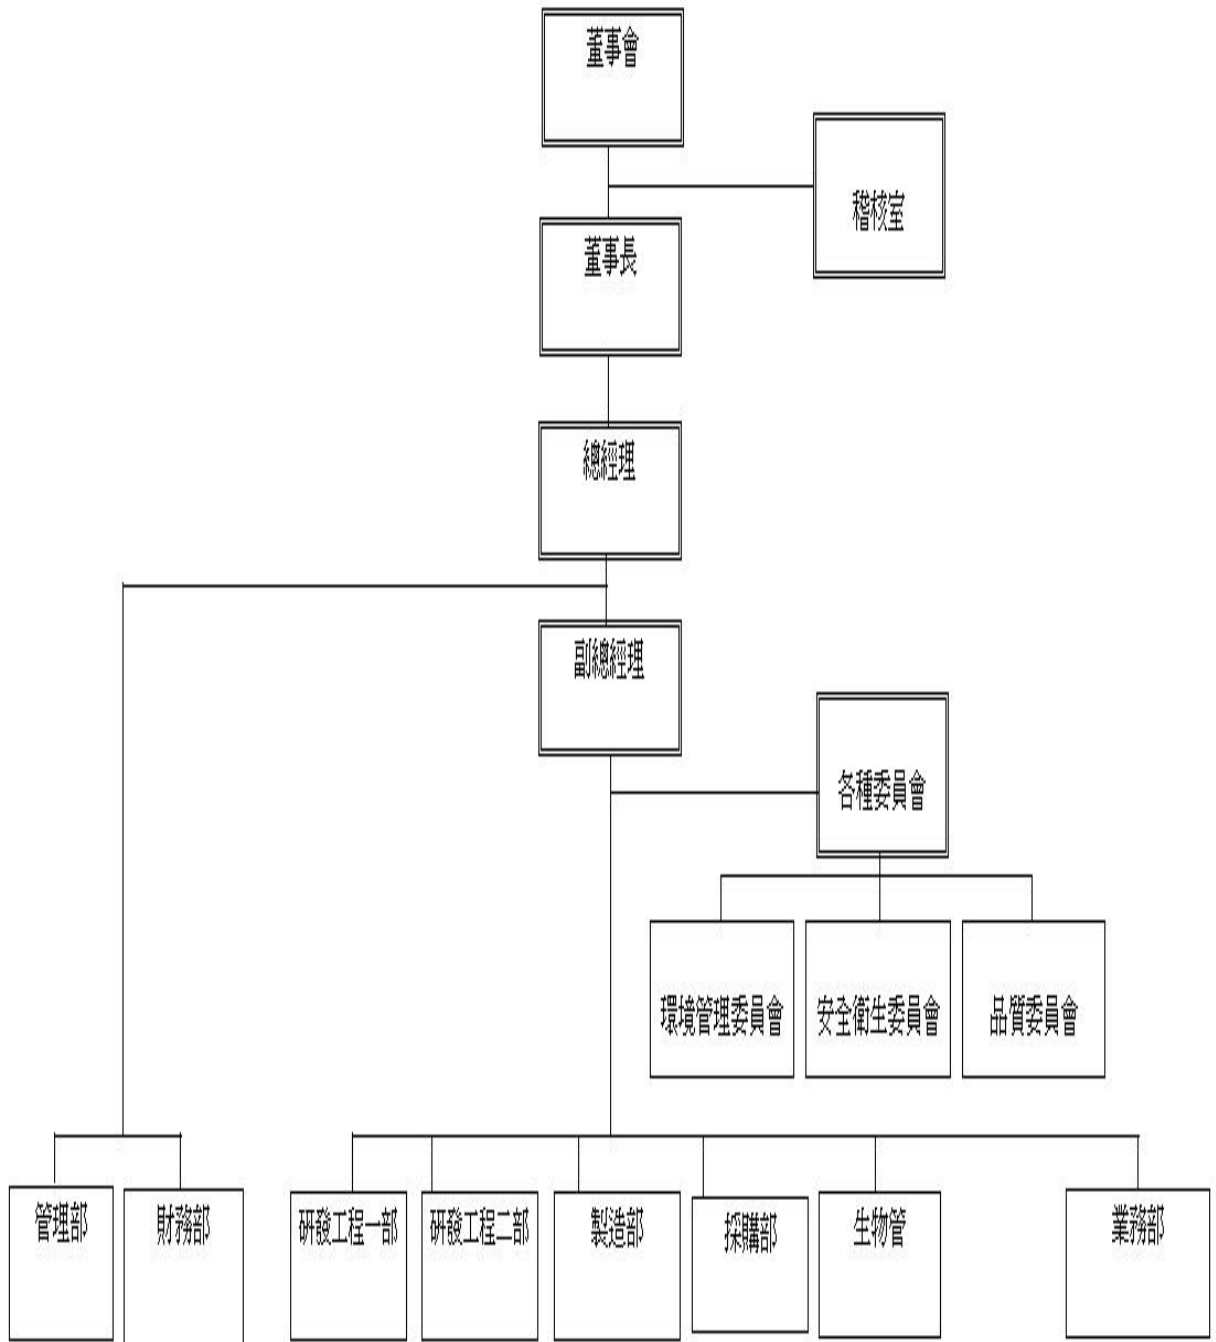 董事會
稽核室
董事長
總經理
副總經理
各種委員會
環境管理委員會
安全衛生委員會
品質委員會
管理部
財務部
研發工程一部
研發工程二部
製造部
採購部
生物管
業務部